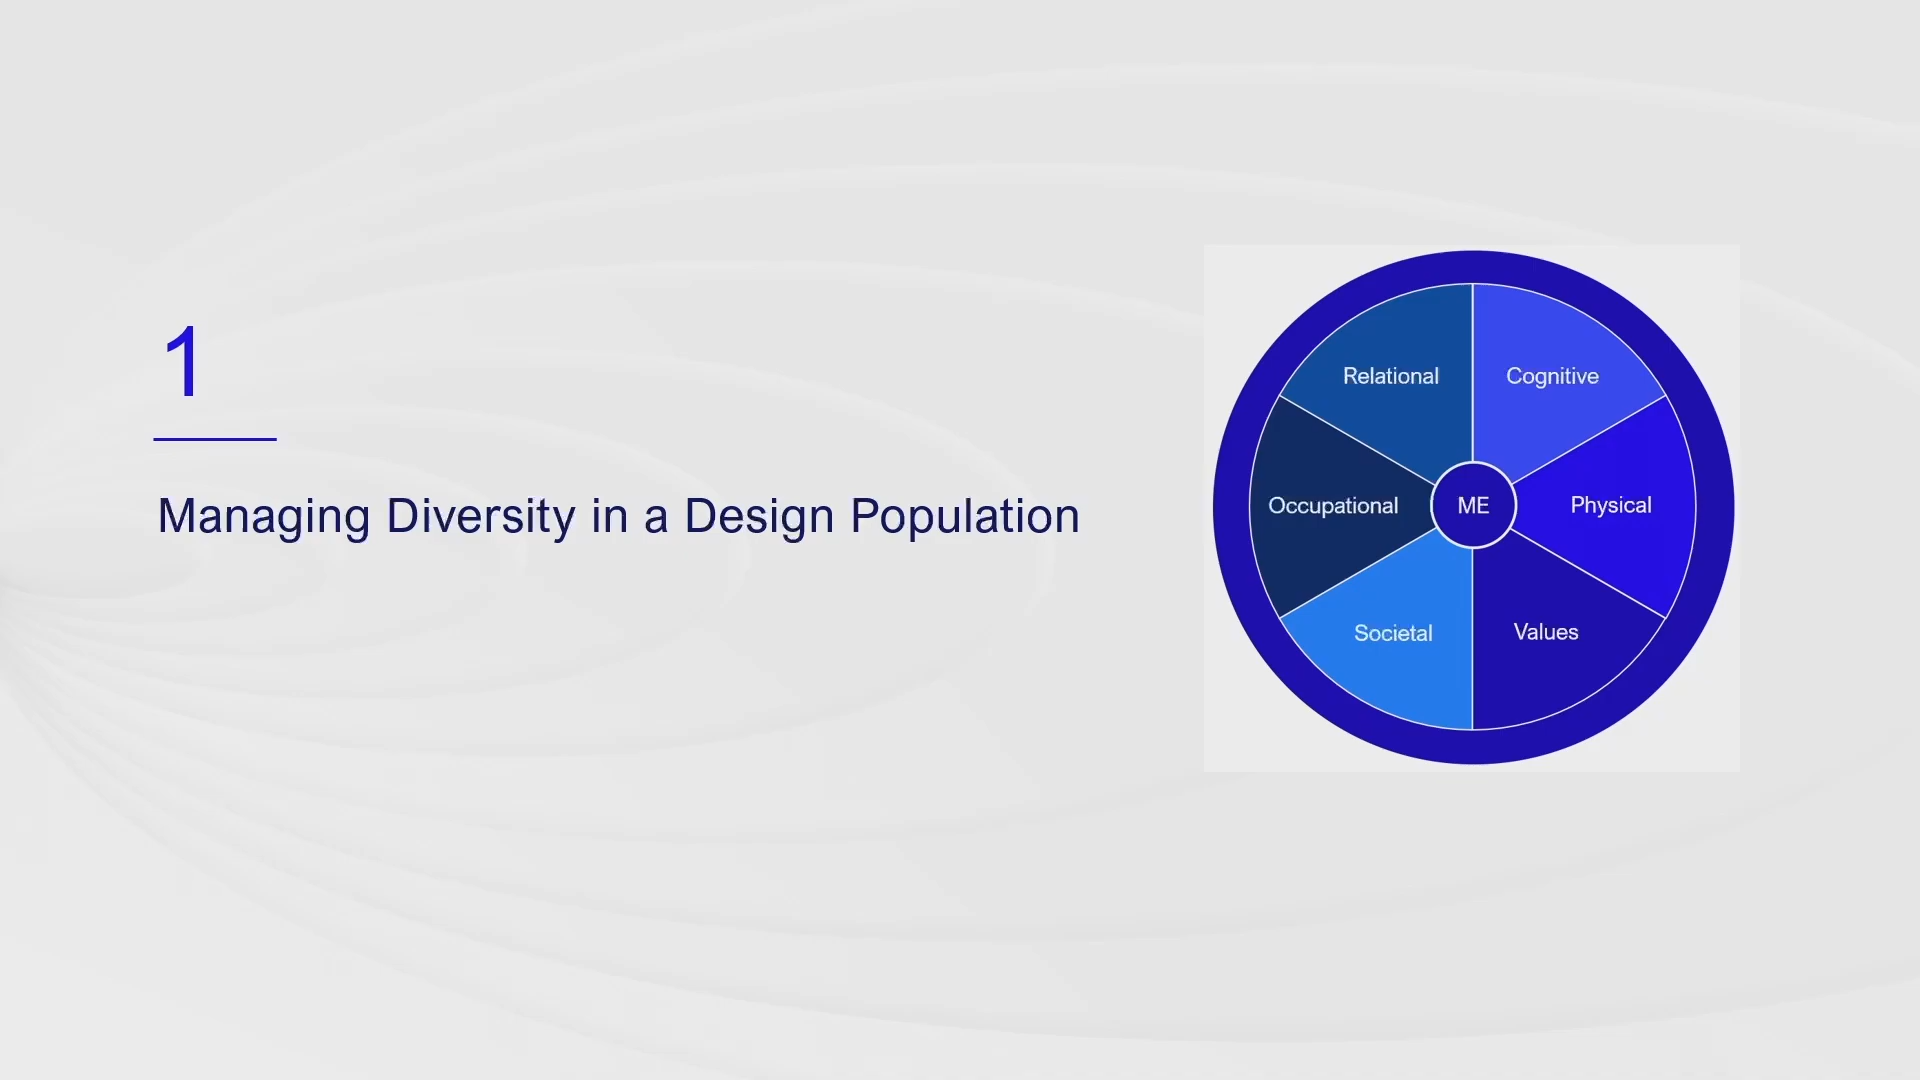 1
Managing Diversity in a Design Population
Relational
Cognitive
Occupational
ME
Physical
Societal
Values